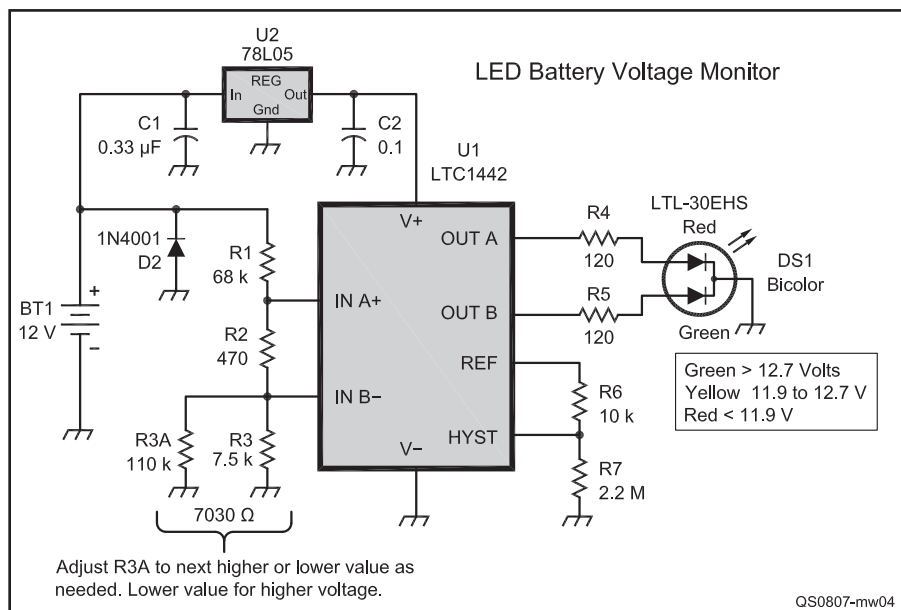 U2
78L05
LED Battery Voltage Monitor
REG
In
Out
Gnd
C1
0.33 µF
C2
0.1
U1
LTC1442
V+
1N4001
D2
R1
68 k
OUT A
R4
120
LTL-30EHS
Red
DS1
Bicolor
BT1
12 V
+
–
IN A+
R2
470
OUT B
R5
120
Green
REF
IN B–
R6
10 k
Green > 12.7 Volts
Yellow 11.9 to 12.7 V
Red < 11.9 V
R3A
110 k
R3
7.5 k
HYST
V–
R7
2.2 M
7030 Ω
Adjust R3A to next higher or lower value as
needed. Lower value for higher voltage.
QS0807-mw04